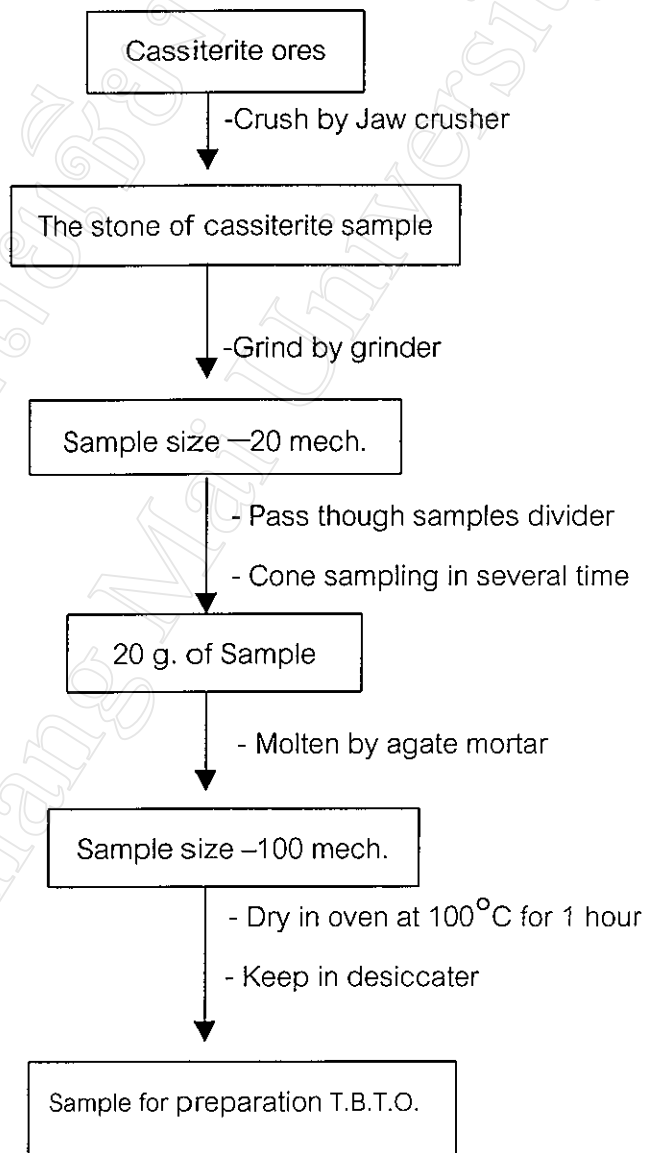 Cassiterite ores
-Crush by Jaw crusher
The stone of cassiterite sample
-Grind by grinder
Sample size –20 mech.
- Pass though samples divider
- Cone sampling in several time
20 g. of Sample
- Molten by agate mortar
Sample size –100 mech.
- Dry in oven at 100°C for 1 hour
- Keep in desiccater
Sample for preparation T.B.T.O.